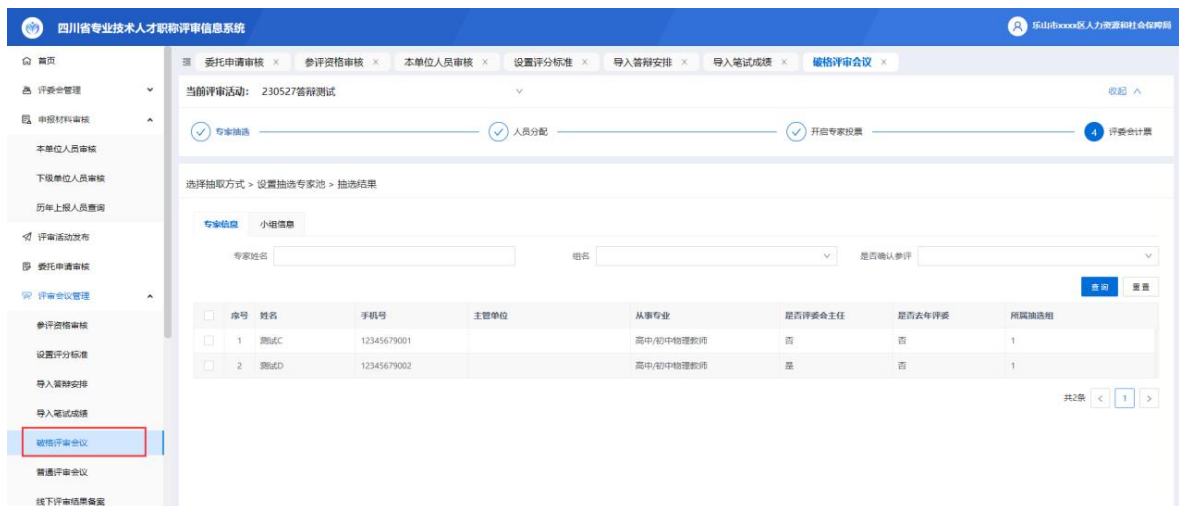 四川省专业技术人才职称评审信息系统
乐山市xxxx区人力资源和社会保障局
首页
评委会管理
申报材料审核
本单位人员审核
下级单位人员审核
历年上报人员查询
评审活动发布
委托申请审核
评审会议管理
参评资格审核
设置评分标准
导入答辩安排
导入笔试成绩
破格评审会议
普通评审会议
线下评审结果备案
委托申请审核 × 参评资格审核 × 本单位人员审核 × 设置评分标准 × 导入答辩安排 × 导入笔试成绩 × 破格评审会议 ×
当前评审活动: 230527答辩测试 收起
专家抽选 人员分配 开启专家投票 4 评委会计票
选择抽取方式 > 设置抽选专家池 > 抽选结果
专家信息 小组信息
专家姓名 组名 是否确认参评
查询 重置
序号 姓名 手机号 主管单位 从事专业 是否评委会主任 是否去年评委 所属抽选组
1 测试C 12345679001 高中/初中物理教师 否 否 1
2 测试D 12345679002 高中/初中物理教师 是 否 1
共2条 < 1 >